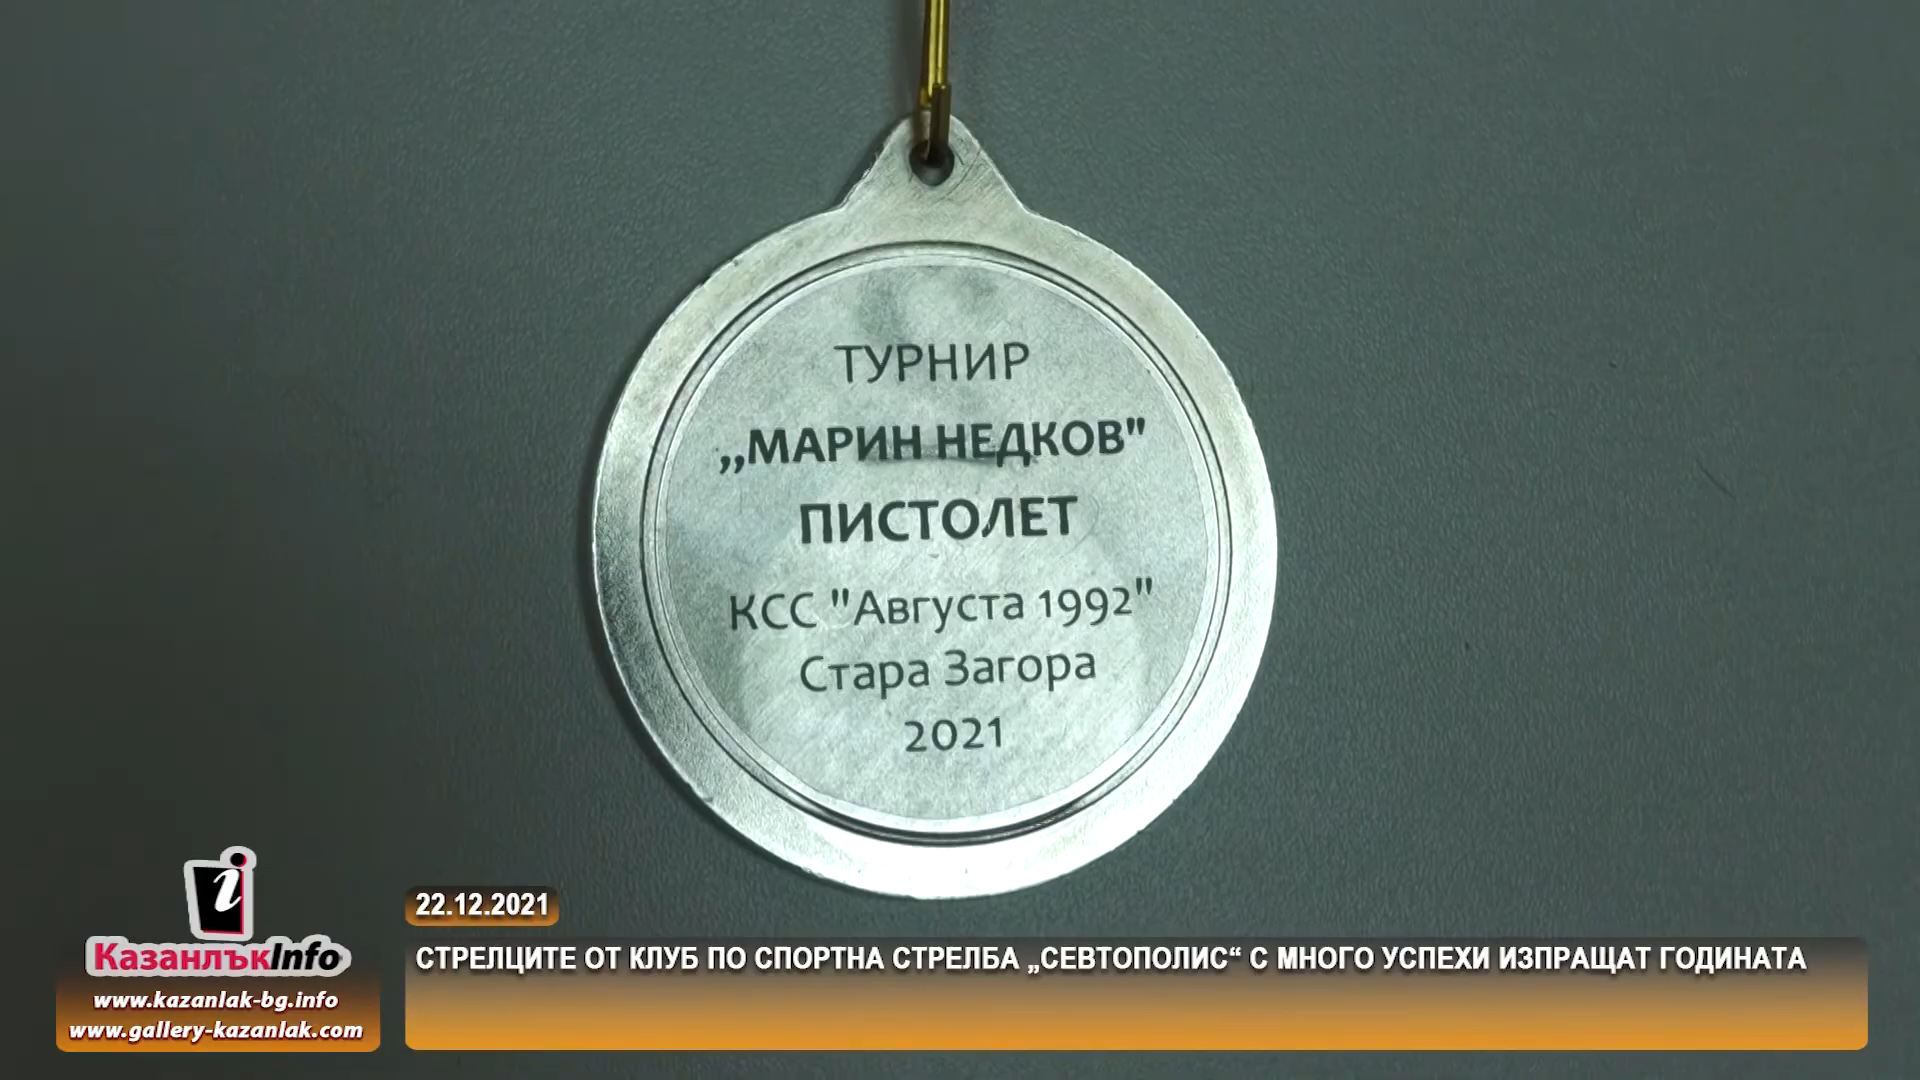 ТУРНИР
,,МАРИН НЕДКОВ"
ПИСТОЛЕТ
КСС "Августа 1992"
Стара Загора
2021
i
КазанлъкInfo
www.kazanlak-bg.info
www.gallery-kazanlak.com
22.12.2021
СТРЕЛЦИТЕ ОТ КЛУБ ПО СПОРТНА СТРЕЛБА „СЕВТОПОЛИС“ С МНОГО УСПЕХИ ИЗПРАЩАТ ГОДИНАТА